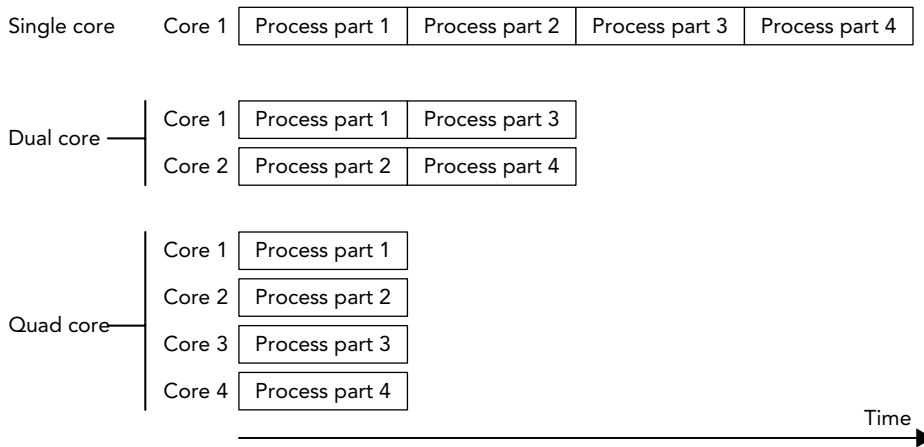 Single core Core 1 Process part 1 Process part 2 Process part 3 Process part 4
Dual core
Core 1 Process part 1 Process part 3
Core 2 Process part 2 Process part 4
Quad core
Core 1 Process part 1
Core 2 Process part 2
Core 3 Process part 3
Core 4 Process part 4
Time